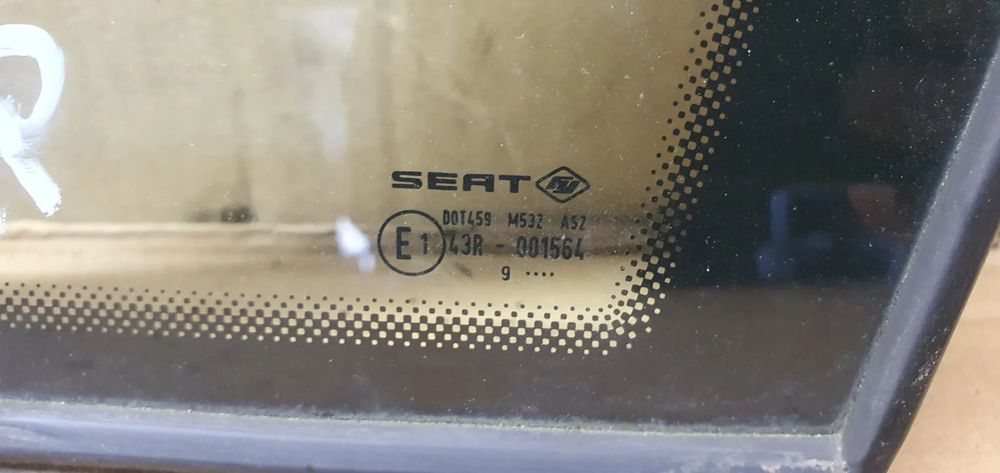 R
SEAT
DOT459 M532 AS2
E1 43R - 001564
9 ....